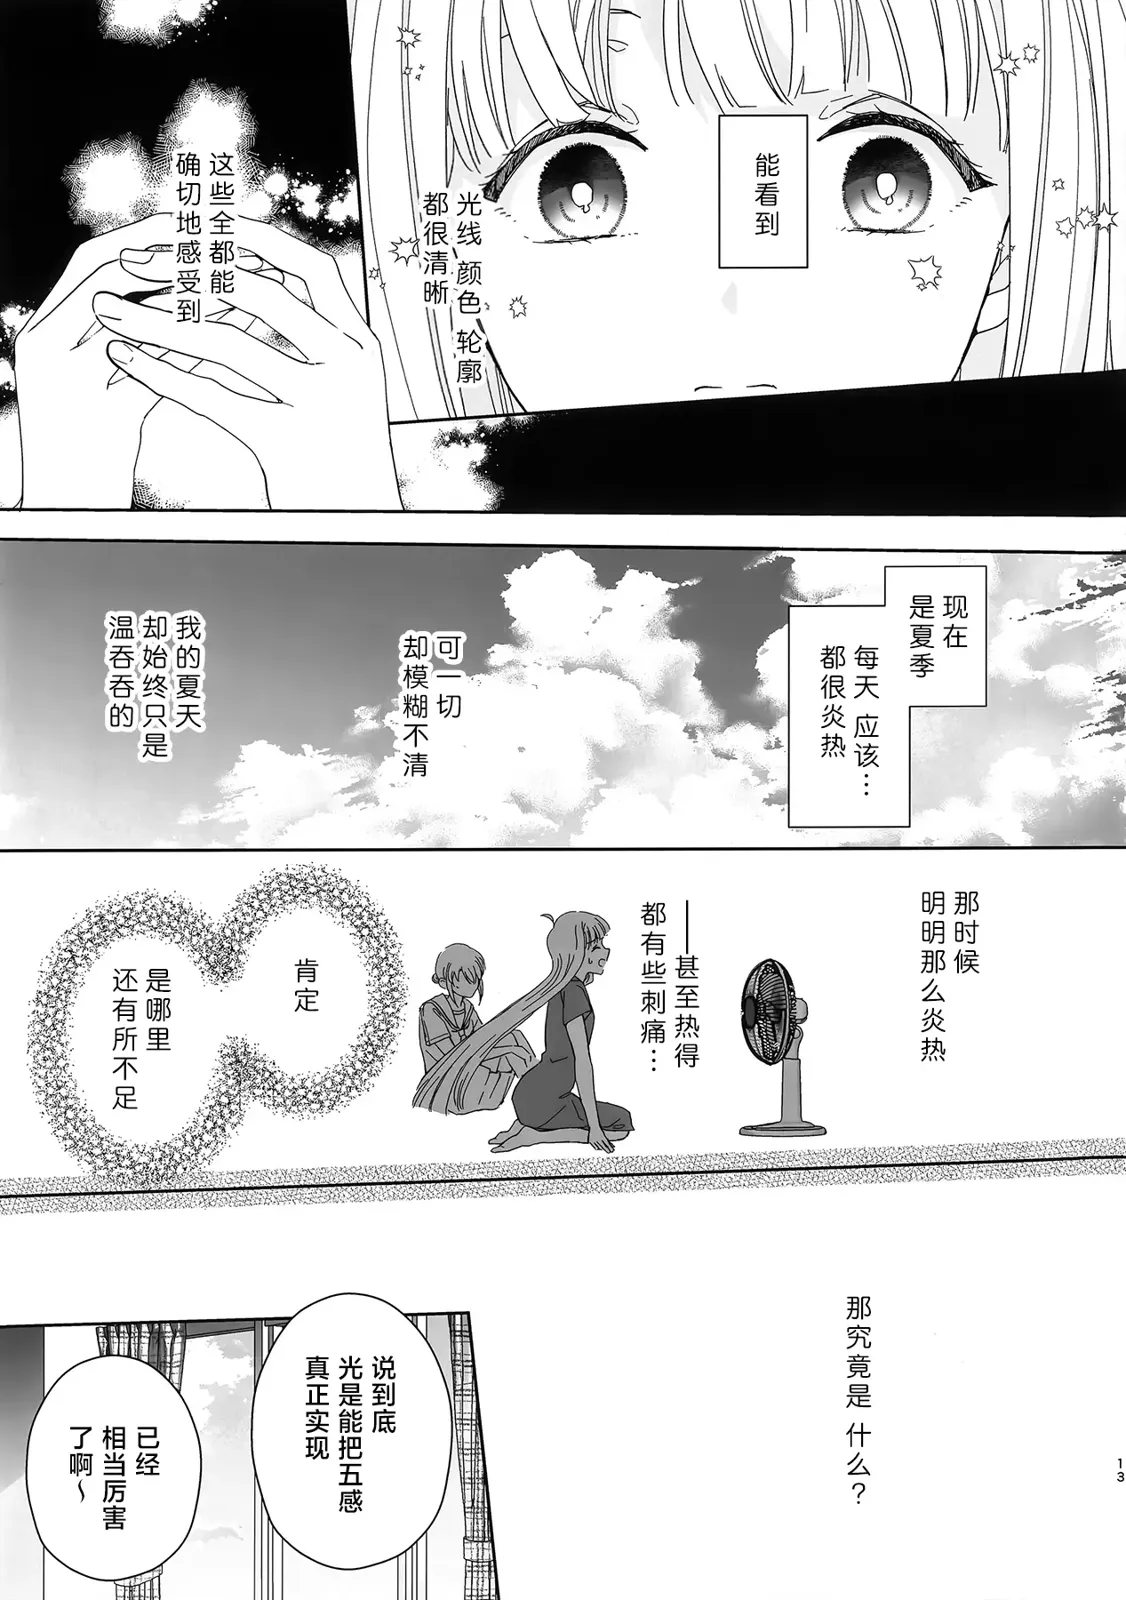 能看到
光线 颜色 轮廓
都很清晰
这些全都能
确切地感受到
现在
是夏季
每天 应该…
都很炎热
可一切
却模糊不清
我的夏天
却始终只是
温吞吞的
那时候
明明那么炎热
——甚至热得
都有些刺痛…
肯定
是哪里
还有所不足
那究竟是 什么？
说到底
光是能把五感
真正实现
已经
相当厉害
了啊～
13